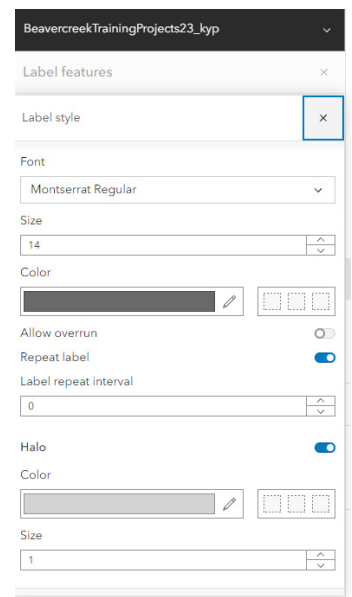 BeavercreekTrainingProjects23_kyp
Label features
Label style
Font
Montserrat Regular
Size
14
Color
Allow overrun
Repeat label
Label repeat interval
0
Halo
Color
Size
1